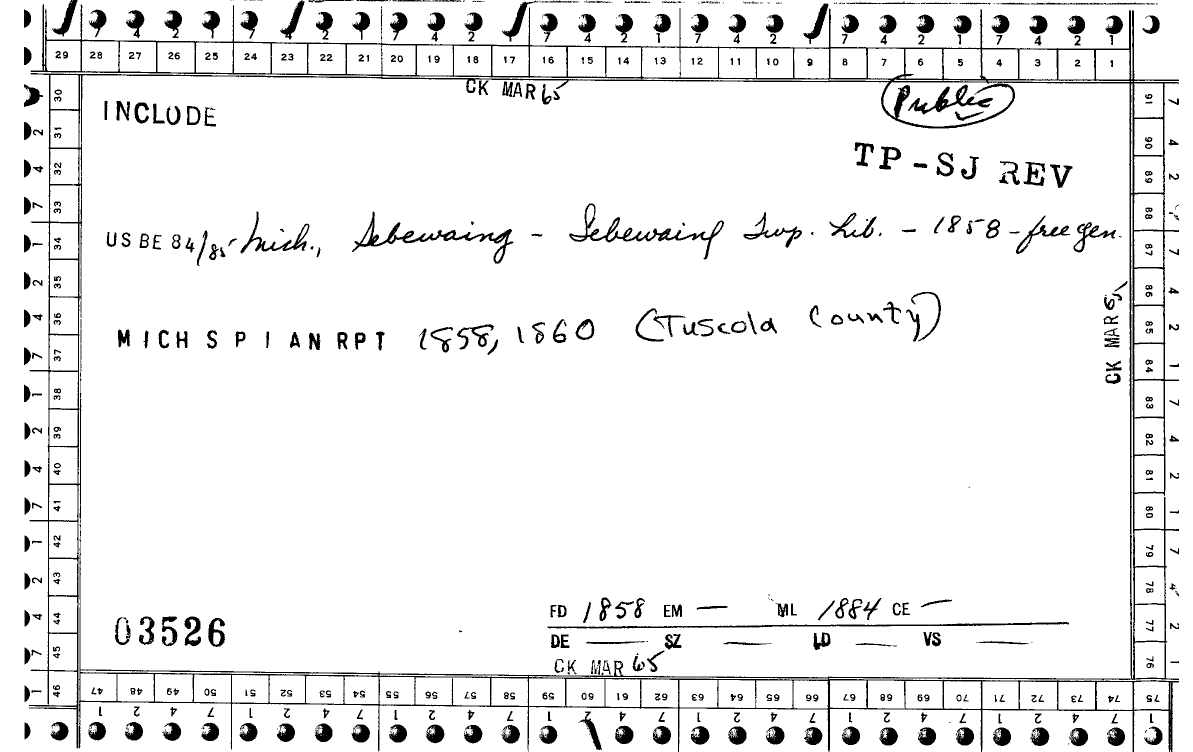 7 4 2 1 7 4 2 1 7 4 2 1 7 4 2 1 7 4 2 1 7 4 2 1 7 4 2 1
29 28 27 26 25 24 23 22 21 20 19 18 17 16 15 14 13 12 11 10 9 8 7 6 5 4 3 2 1
CK MAR 65
INCLUDE
Public
TP-SJ REV
US BE 84/85 Mich., Sebewaing - Sebewaing Twp. Lib. - 1858 - free gen.
MICH S P I AN RPT 1858, 1860 (Tuscola County)
CK MAR 65
03526
FD 1858 EM — ML 1884 CE —
DE — SZ — LD — VS —
CK MAR 65
30 31 32 33 34 35 36 37 38 39 40 41 42 43 44 45 46
91 90 89 88 87 86 85 84 83 82 81 80 79 78 77 76
47 48 49 50 51 52 53 54 55 56 57 58 59 60 61 62 63 64 65 66 67 68 69 70 71 72 73 74 75
1 2 4 7 1 2 4 7 1 2 4 7 1 2 4 7 1 2 4 7 1 2 4 7 1 2 4 7 1